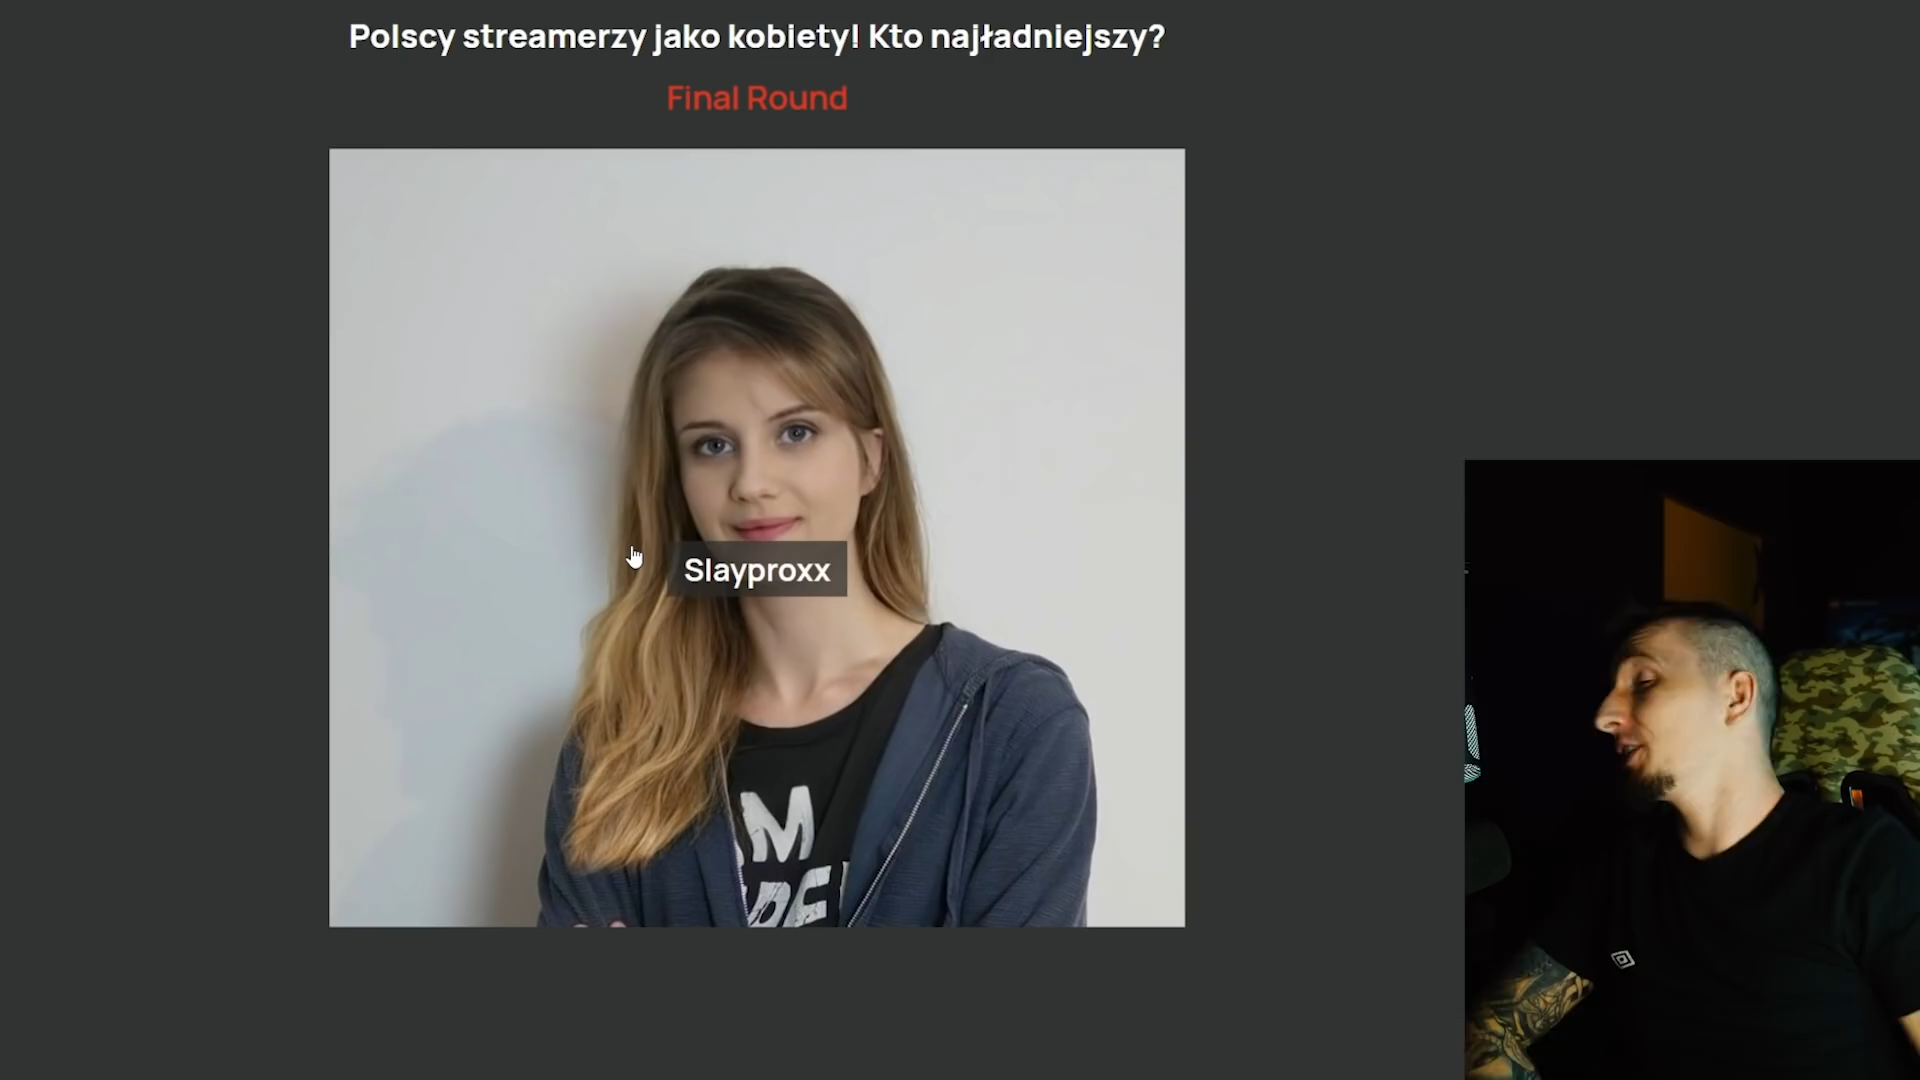 Polscy streamerzy jako kobiety! Kto najładniejszy?
Final Round
Slayproxx
M